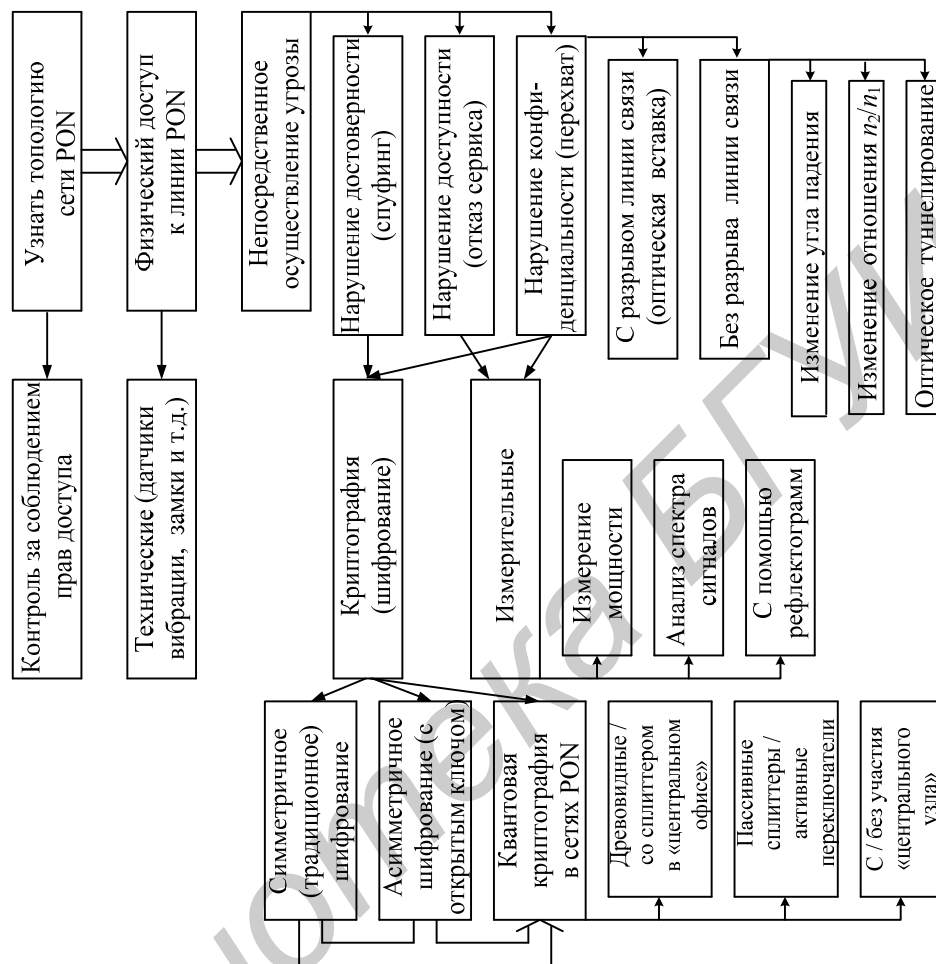 Узнать топологию
сети PON
Физический доступ
к линии PON
Непосредственное
осуществление угрозы
Нарушение достоверности
(спуфинг)
Нарушение доступности
(отказ сервиса)
Нарушение конфи-
денциальности (перехват)
С разрывом линии связи
(оптическая вставка)
Без разрыва линии связи
Изменение угла падения
Изменение отношения n2/n1
Оптическое туннелирование
Контроль за соблюдением
прав доступа
Технические (датчики
вибрации, замки и т.д.)
Криптография
(шифрование)
Измерительные
Измерение
мощности
Анализ спектра
сигналов
С помощью
рефлектограмм
Симметричное
(традиционное)
шифрование
Асимметричное
шифрование (с
открытым ключом)
Квантовая
криптография
в сетях PON
Древовидные /
со сплиттером
в «центральном
офисе»
Пассивные
сплиттеры /
активные
переключатели
С / без участия
«центрального
узла»
отека БГУИ